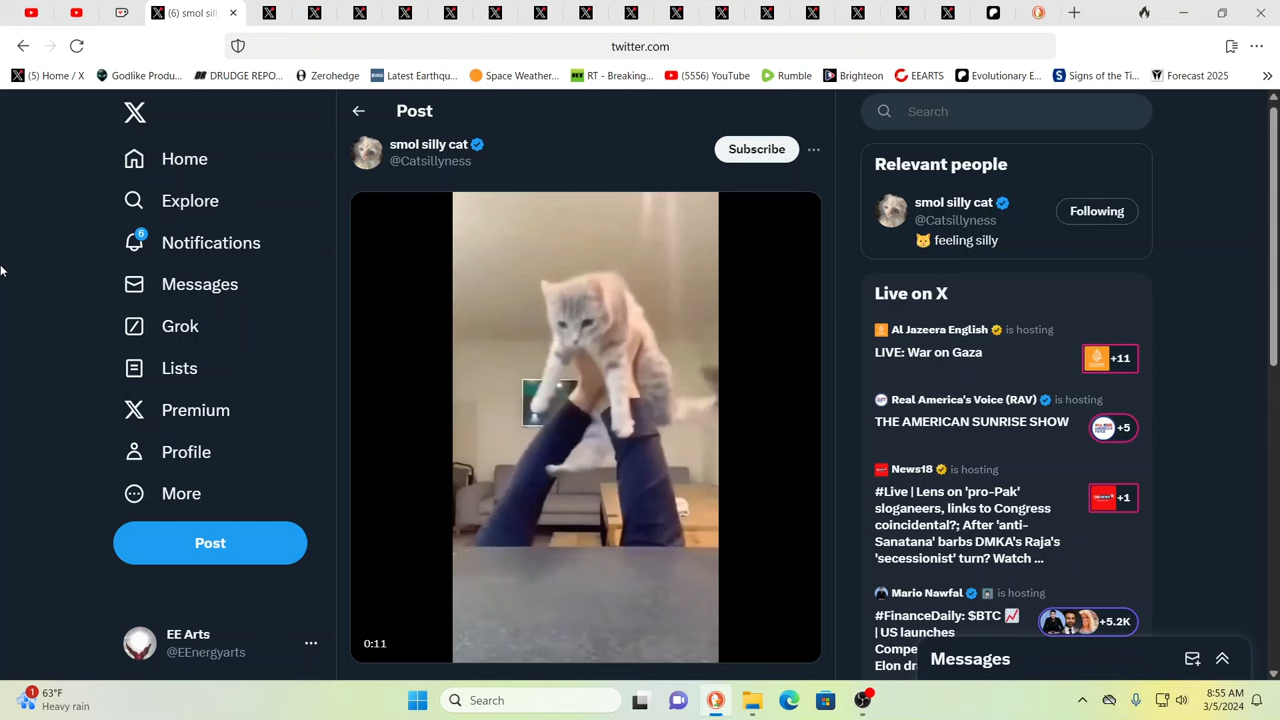 (6) smol sil
twitter.com
(5) Home / X
Godlike Produ...
DRUDGE REPO...
Zerohedge
Latest Earthqu...
Space Weather...
RT - Breaking...
(5556) YouTube
Rumble
Brighteon
EEARTS
Evolutionary E...
Signs of the Ti...
Forecast 2025
Home
Explore
6
Notifications
Messages
Grok
Lists
Premium
Profile
More
Post
EE Arts
@EEnergyarts
Post
smol silly cat
@Catsillyness
Subscribe
0:11
Search
Relevant people
smol silly cat
@Catsillyness
Following
🐱 feeling silly
Live on X
Al Jazeera English is hosting
LIVE: War on Gaza
+11
Real America's Voice (RAV) is hosting
THE AMERICAN SUNRISE SHOW
+5
News18 is hosting
#Live | Lens on 'pro-Pak'
sloganeers, links to Congress
coincidental?; After 'anti-
Sanatana' barbs DMKA's Raja's
'secessionist' turn? Watch ...
+1
Mario Nawfal is hosting
#FinanceDaily: $BTC 📈
| US launches
Compe
Elon dr
+5.2K
Messages
1
63°F
Heavy rain
Search
8:55 AM
3/5/2024